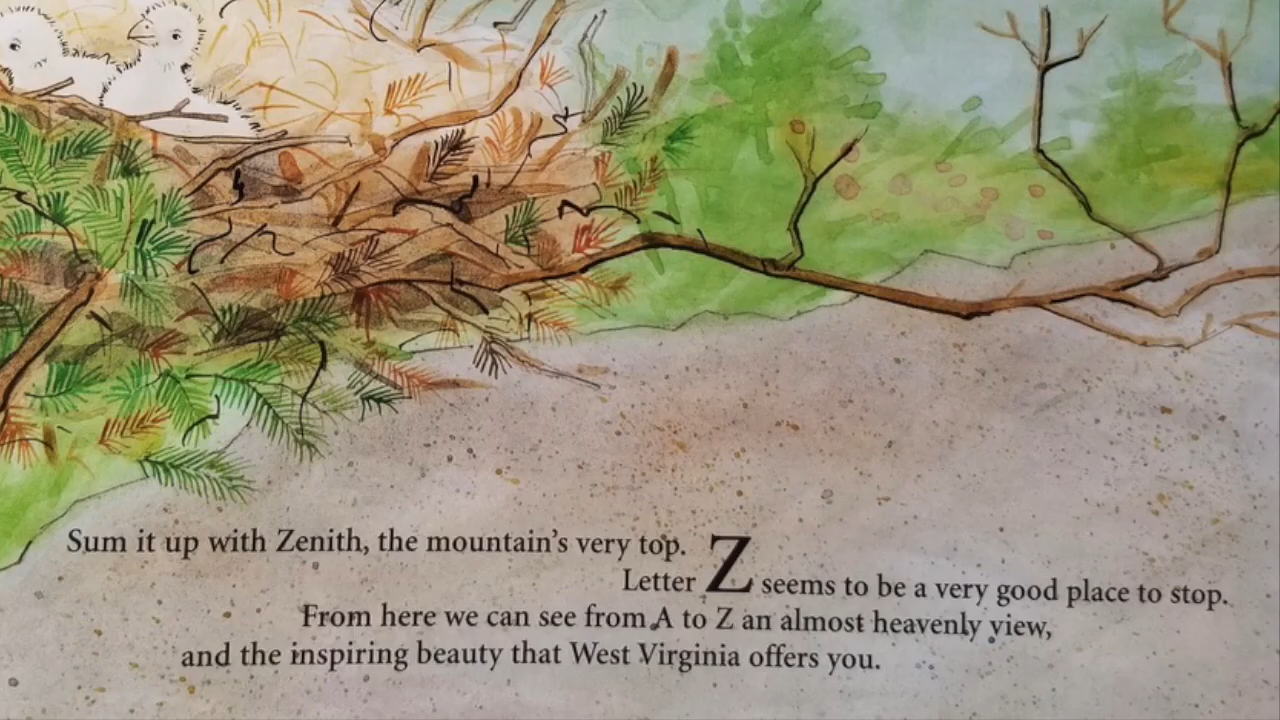 Sum it up with Zenith, the mountain's very top.
Letter Z seems to be a very good place to stop.
From here we can see from A to Z an almost heavenly view,
and the inspiring beauty that West Virginia offers you.